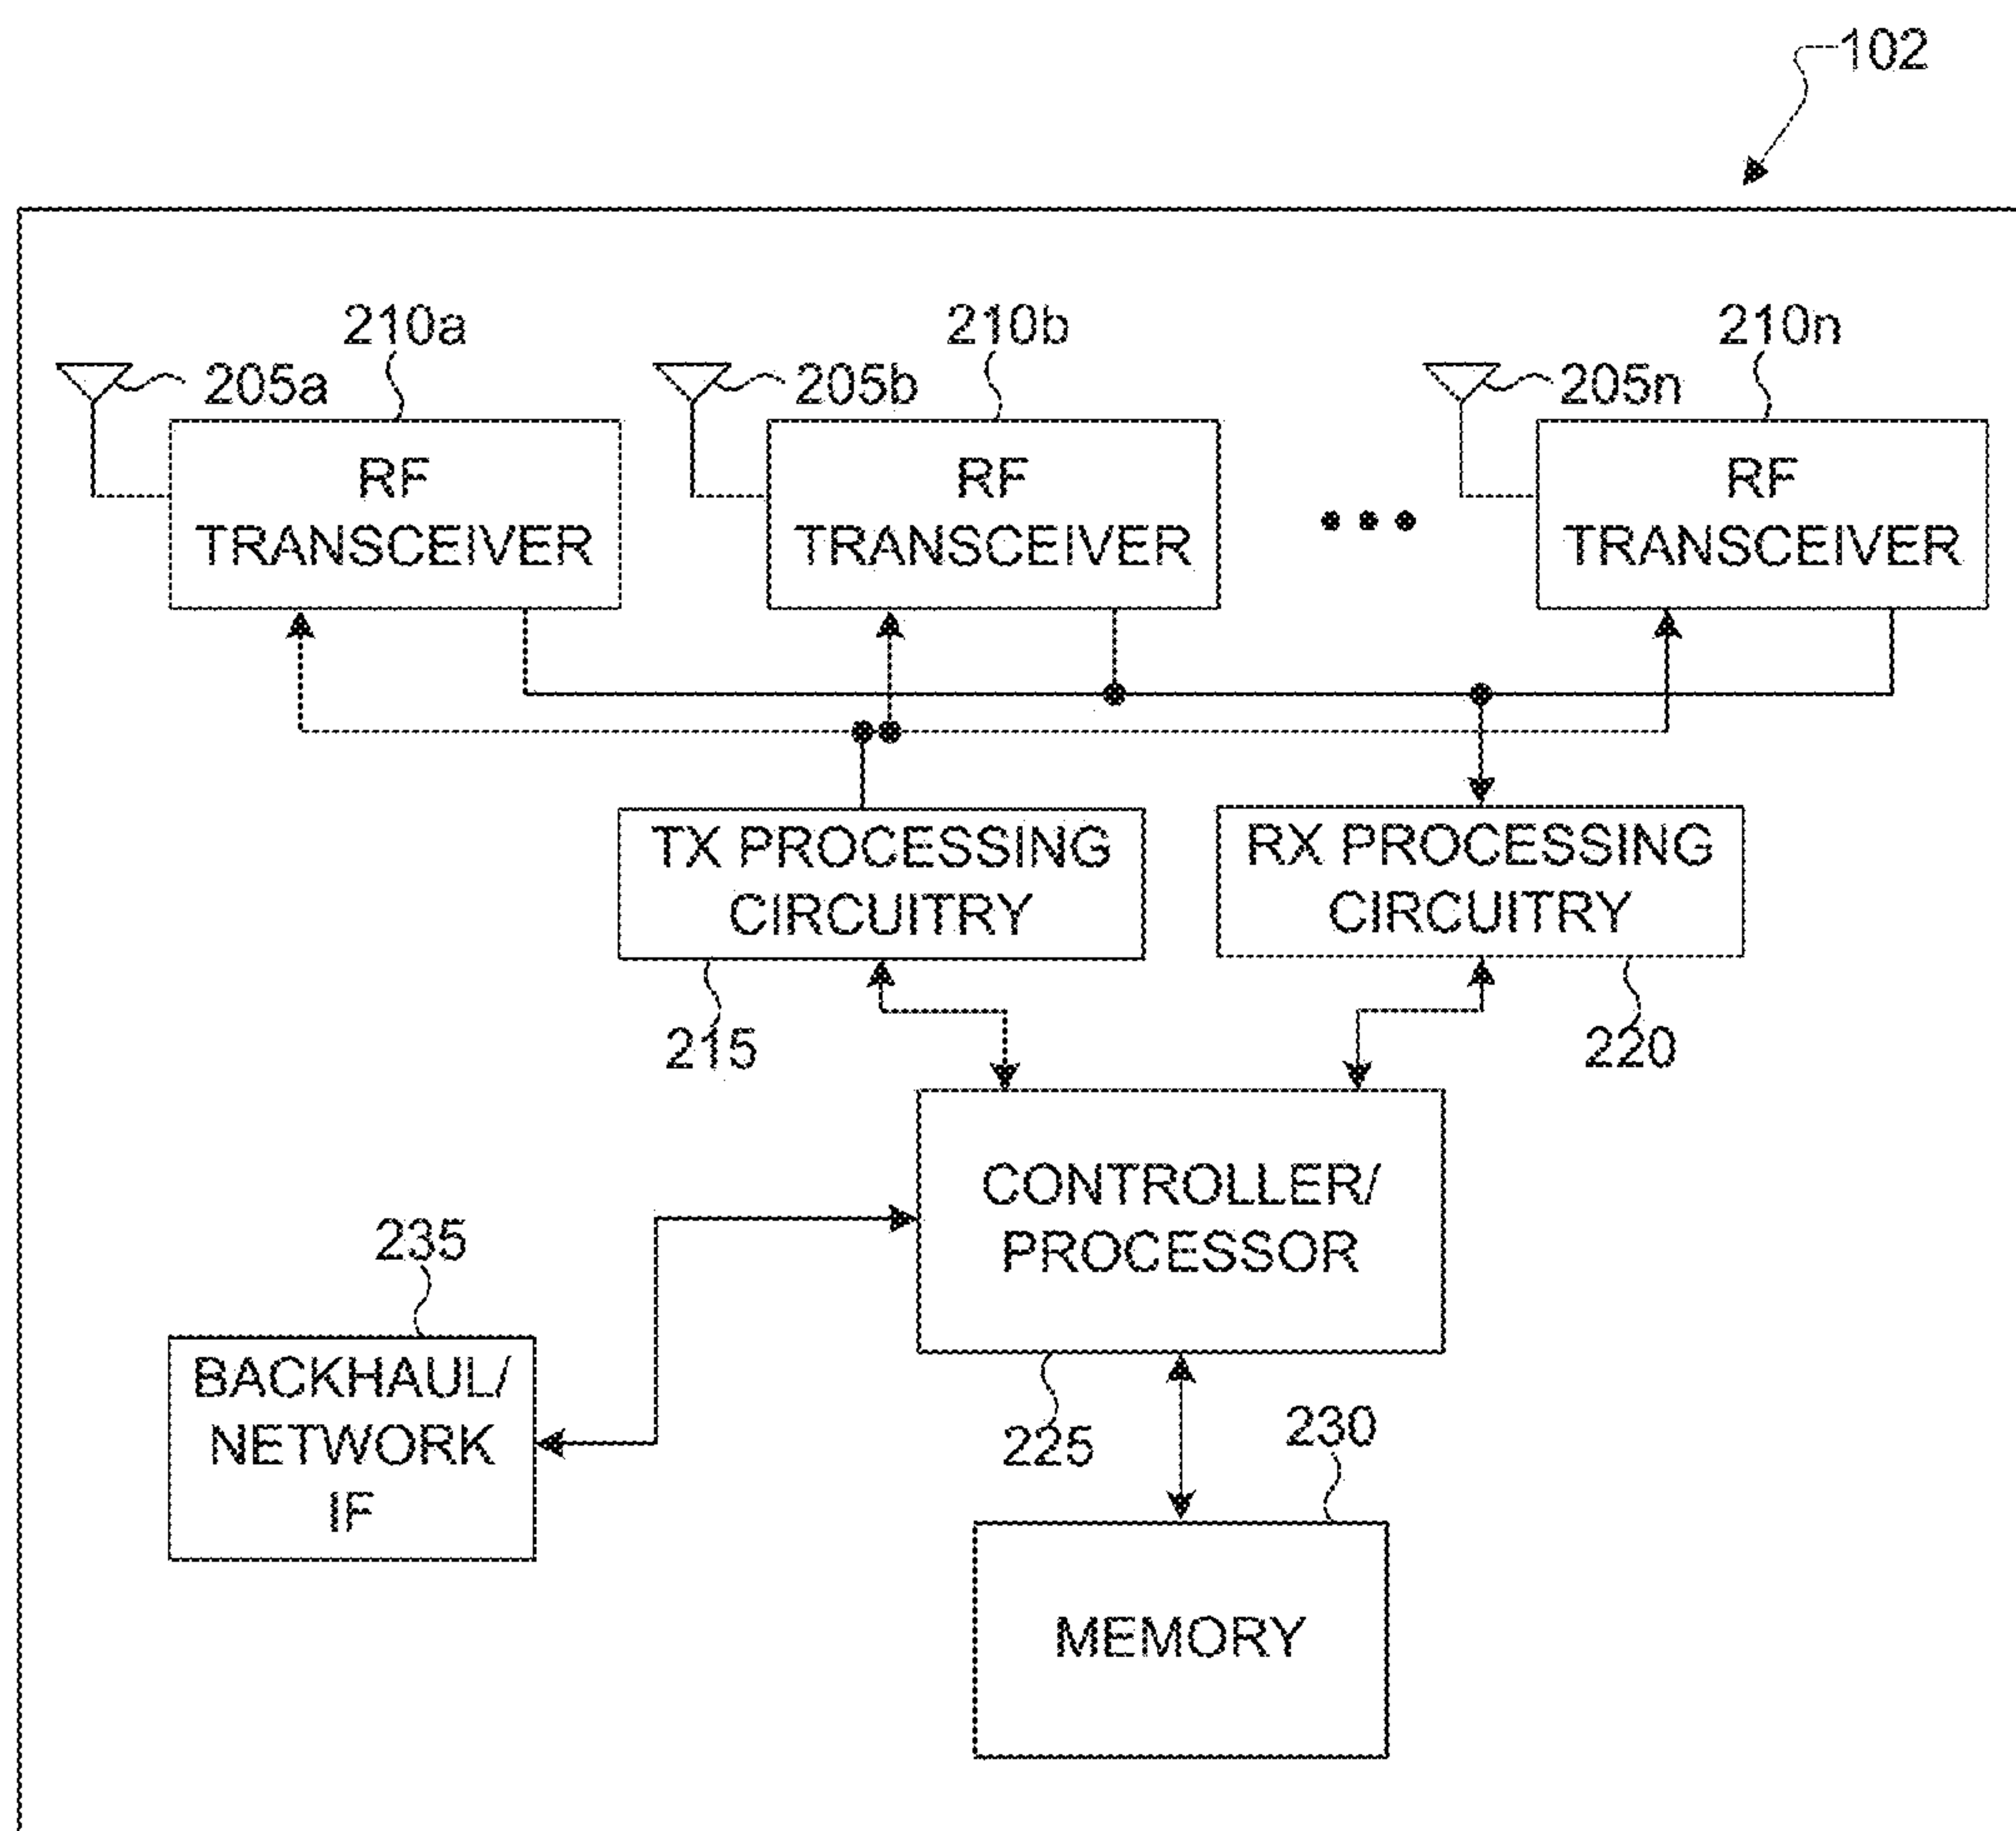 102
210a
210b
210n
205a
205b
205n
RF
TRANSCEIVER
RF
TRANSCEIVER
RF
TRANSCEIVER
TX PROCESSING
CIRCUITRY
RX PROCESSING
CIRCUITRY
215
220
CONTROLLER/
PROCESSOR
235
BACKHAUL/
NETWORK
IF
225
230
MEMORY